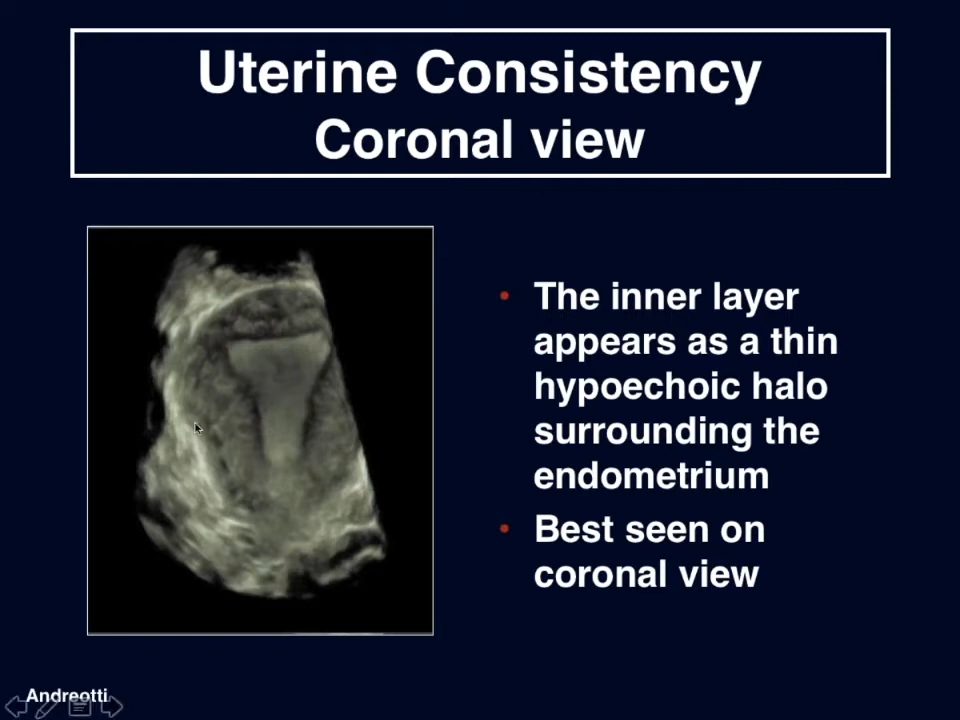 Uterine Consistency
Coronal view
• The inner layer
appears as a thin
hypoechoic halo
surrounding the
endometrium
• Best seen on
coronal view
Andreotti